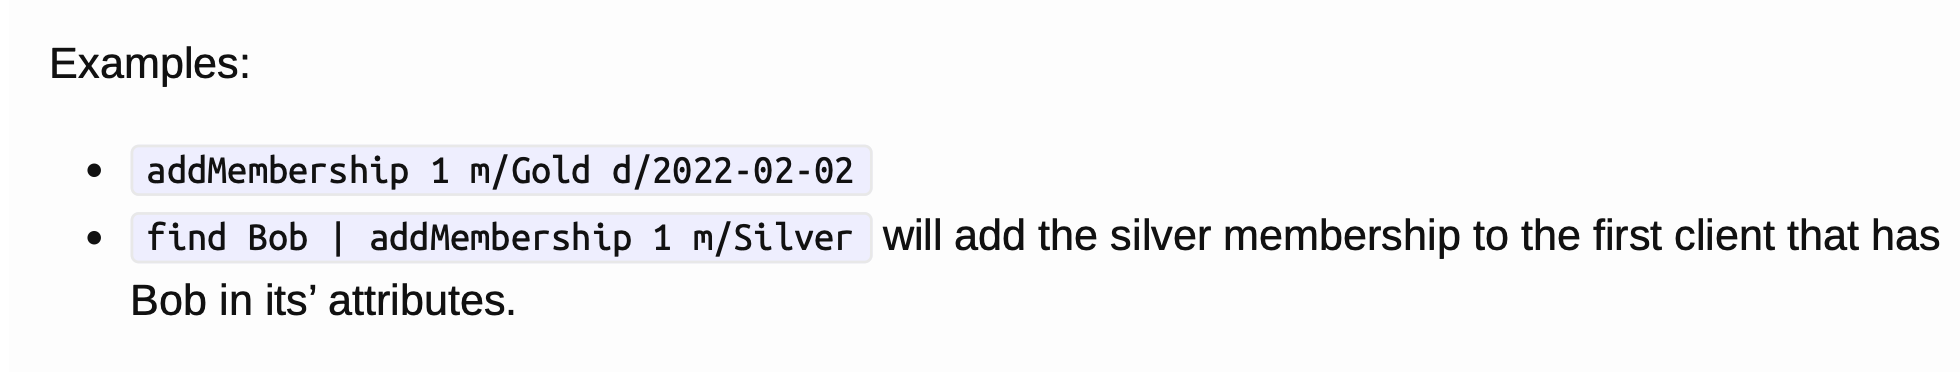 Examples:
addMembership 1 m/Gold d/2022-02-02
find Bob | addMembership 1 m/Silver will add the silver membership to the first client that has
Bob in its’ attributes.